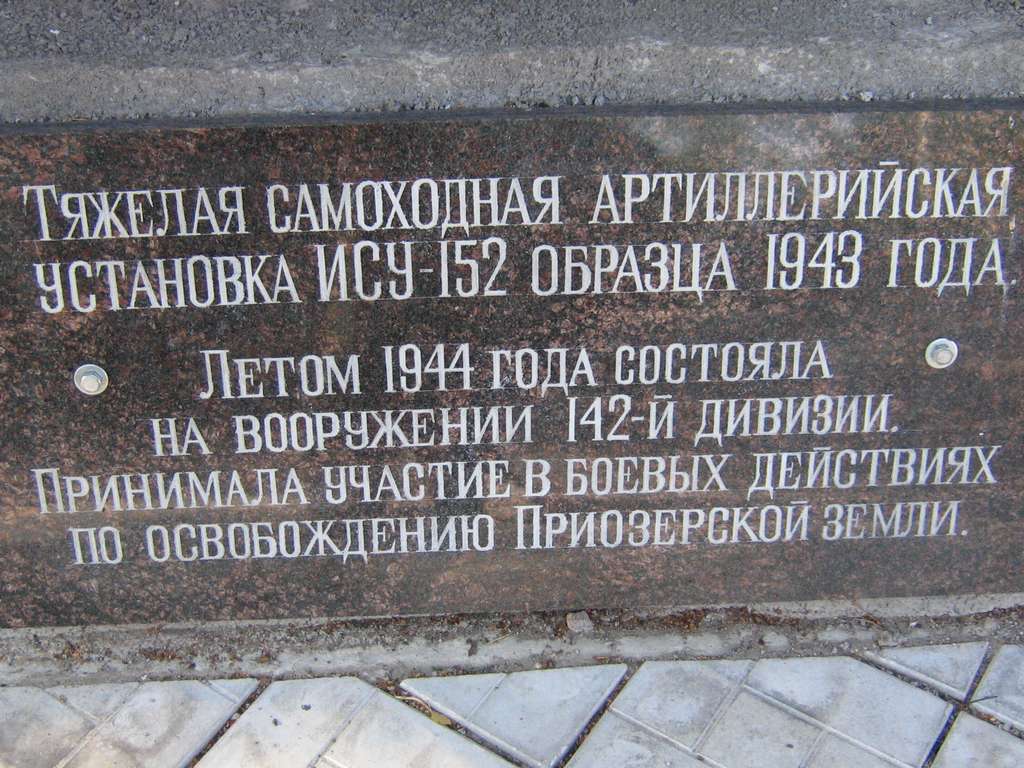 Тяжелая самоходная артиллерийская
установка ИСУ-152 образца 1943 года.
Летом 1944 года состояла
на вооружении 142-й дивизии.
Принимала участие в боевых действиях
по освобождению Приозерской земли.